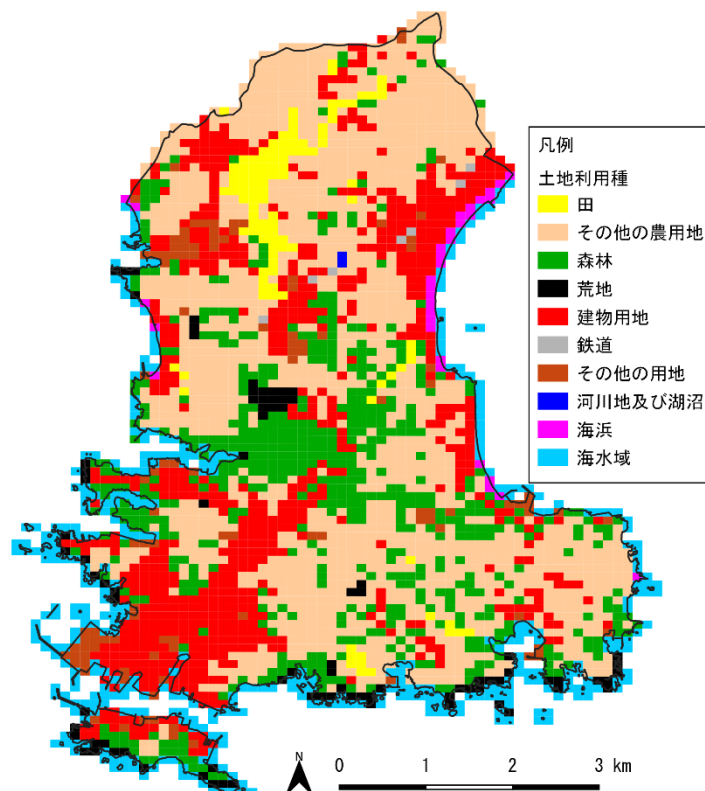 凡例
土地利用種
田
その他の農用地
森林
荒地
建物用地
鉄道
その他の用地
河川地及び湖沼
海浜
海水域
N
0 1 2 3 km